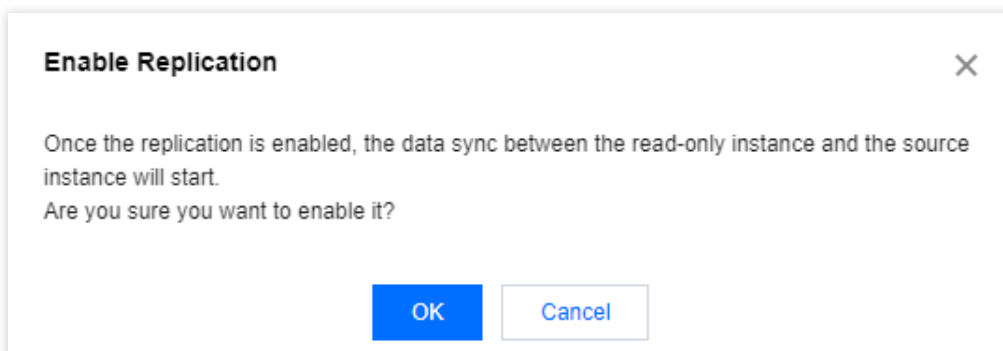 Enable Replication
Once the replication is enabled, the data sync between the read-only instance and the source
instance will start.
Are you sure you want to enable it?
OK
Cancel